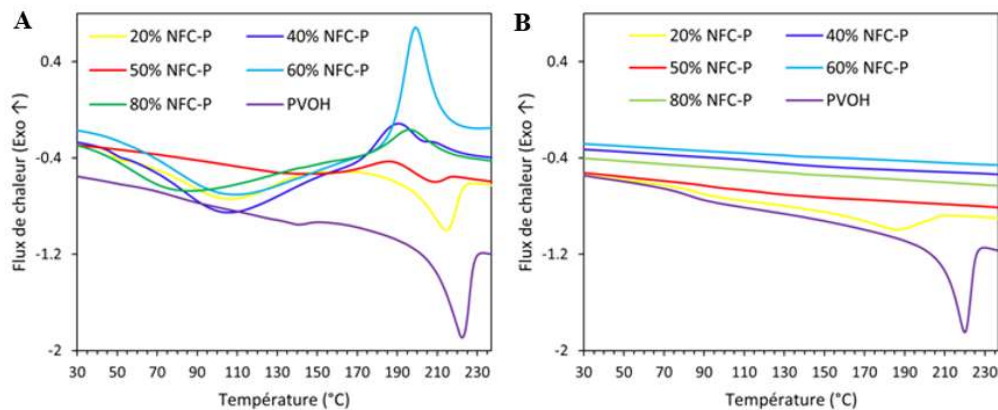 A
20% NFC-P 40% NFC-P
50% NFC-P 60% NFC-P
80% NFC-P PVOH
Flux de chaleur (Exo ↑)
0.4
-0.4
-1.2
-2
30 50 70 90 110 130 150 170 190 210 230
Température (°C)
B
20% NFC-P 40% NFC-P
50% NFC-P 60% NFC-P
80% NFC-P PVOH
Flux de chaleur (Exo ↑)
0.4
-0.4
-1.2
-2
30 50 70 90 110 130 150 170 190 210 230
Température (°C)